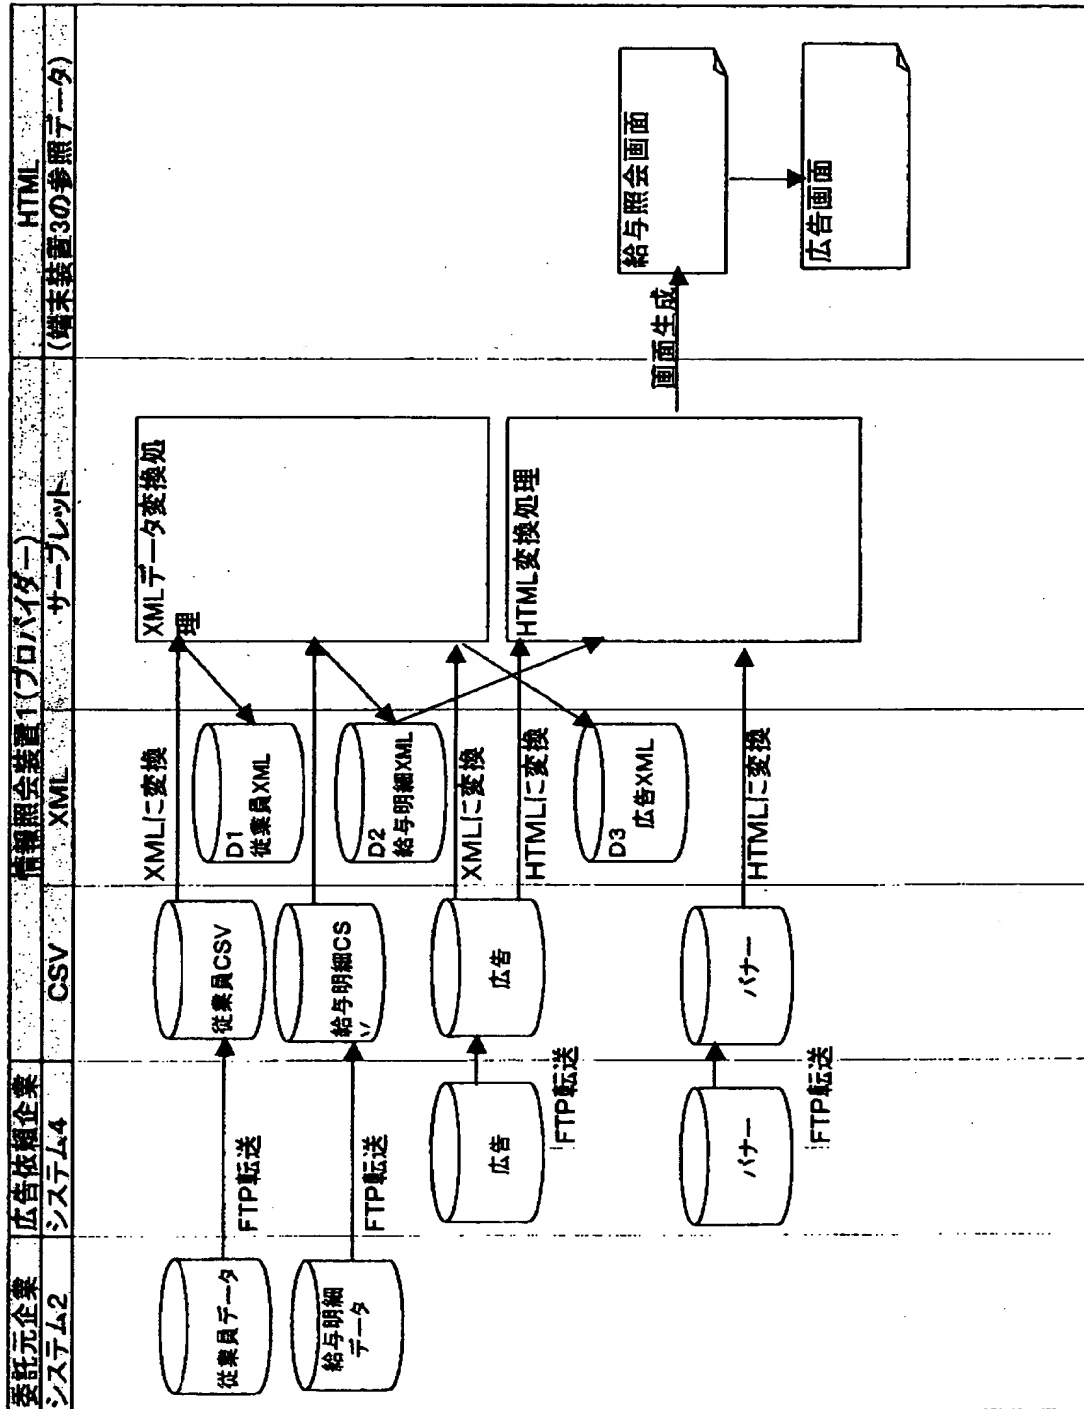 委託元企業
システム2
広告依頼企業
システム4
情報照会装置1(プロバイダー)
CSV
XML
サーブレット
HTML
(端末装置3の参照データ)
従業員データ
FTP転送
従業員CSV
XMLに変換
D1
従業員XML
XMLデータ変換処
理
給与明細
データ
FTP転送
給与明細CS
D2
給与明細XML
広告
FTP転送
広告
XMLに変換
HTMLに変換
D3
広告XML
HTML変換処理
バナー
FTP転送
バナー
HTMLに変換
画面生成
給与照会画面
広告画面